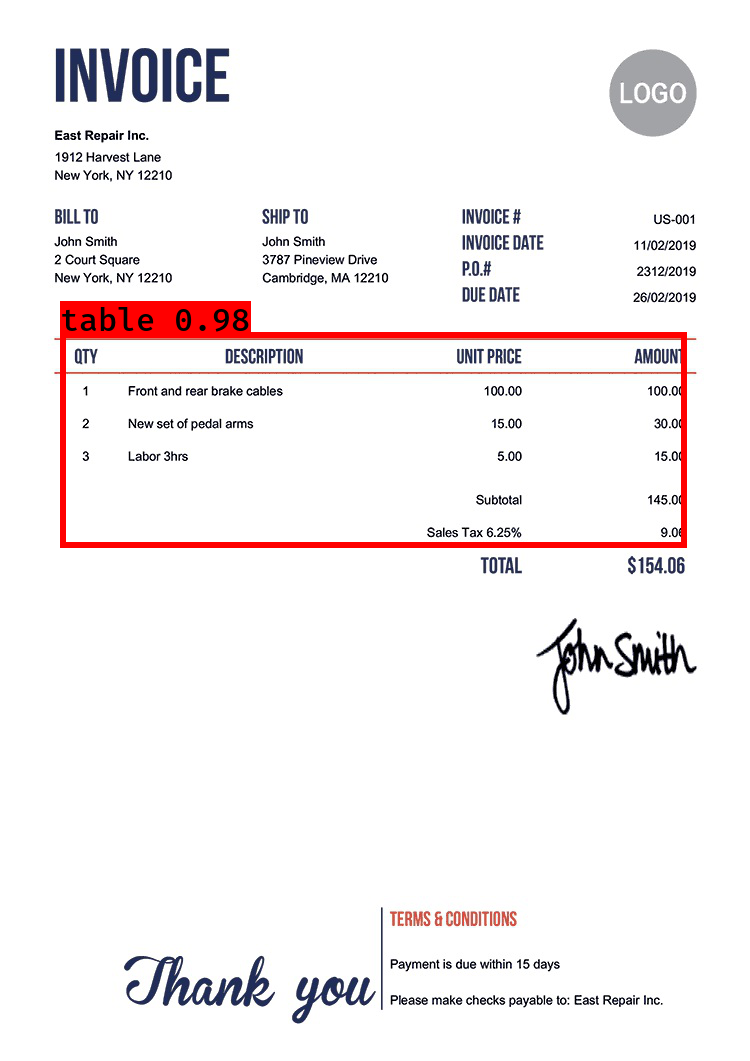 INVOICE
LOGO
East Repair Inc.
1912 Harvest Lane
New York, NY 12210
BILL TO
John Smith
2 Court Square
New York, NY 12210
SHIP TO
John Smith
3787 Pineview Drive
Cambridge, MA 12210
INVOICE # US-001
INVOICE DATE 11/02/2019
P.O.# 2312/2019
DUE DATE 26/02/2019
table 0.98
QTY DESCRIPTION UNIT PRICE AMOUNT
1 Front and rear brake cables 100.00 100.00
2 New set of pedal arms 15.00 30.00
3 Labor 3hrs 5.00 15.00
Subtotal 145.00
Sales Tax 6.25% 9.06
TOTAL $154.06
John Smith
TERMS & CONDITIONS
Thank you
Payment is due within 15 days
Please make checks payable to: East Repair Inc.